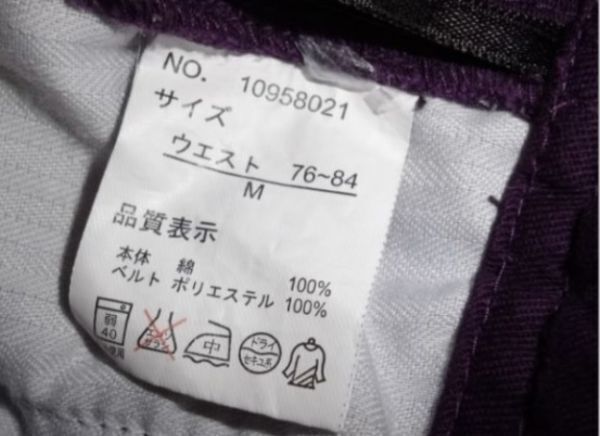 NO. 10958021
サイズ
ウエスト 76~84
M
品質表示
本体 綿 100%
ベルト ポリエステル 100%
弱 40 中 ドライ セキユ系